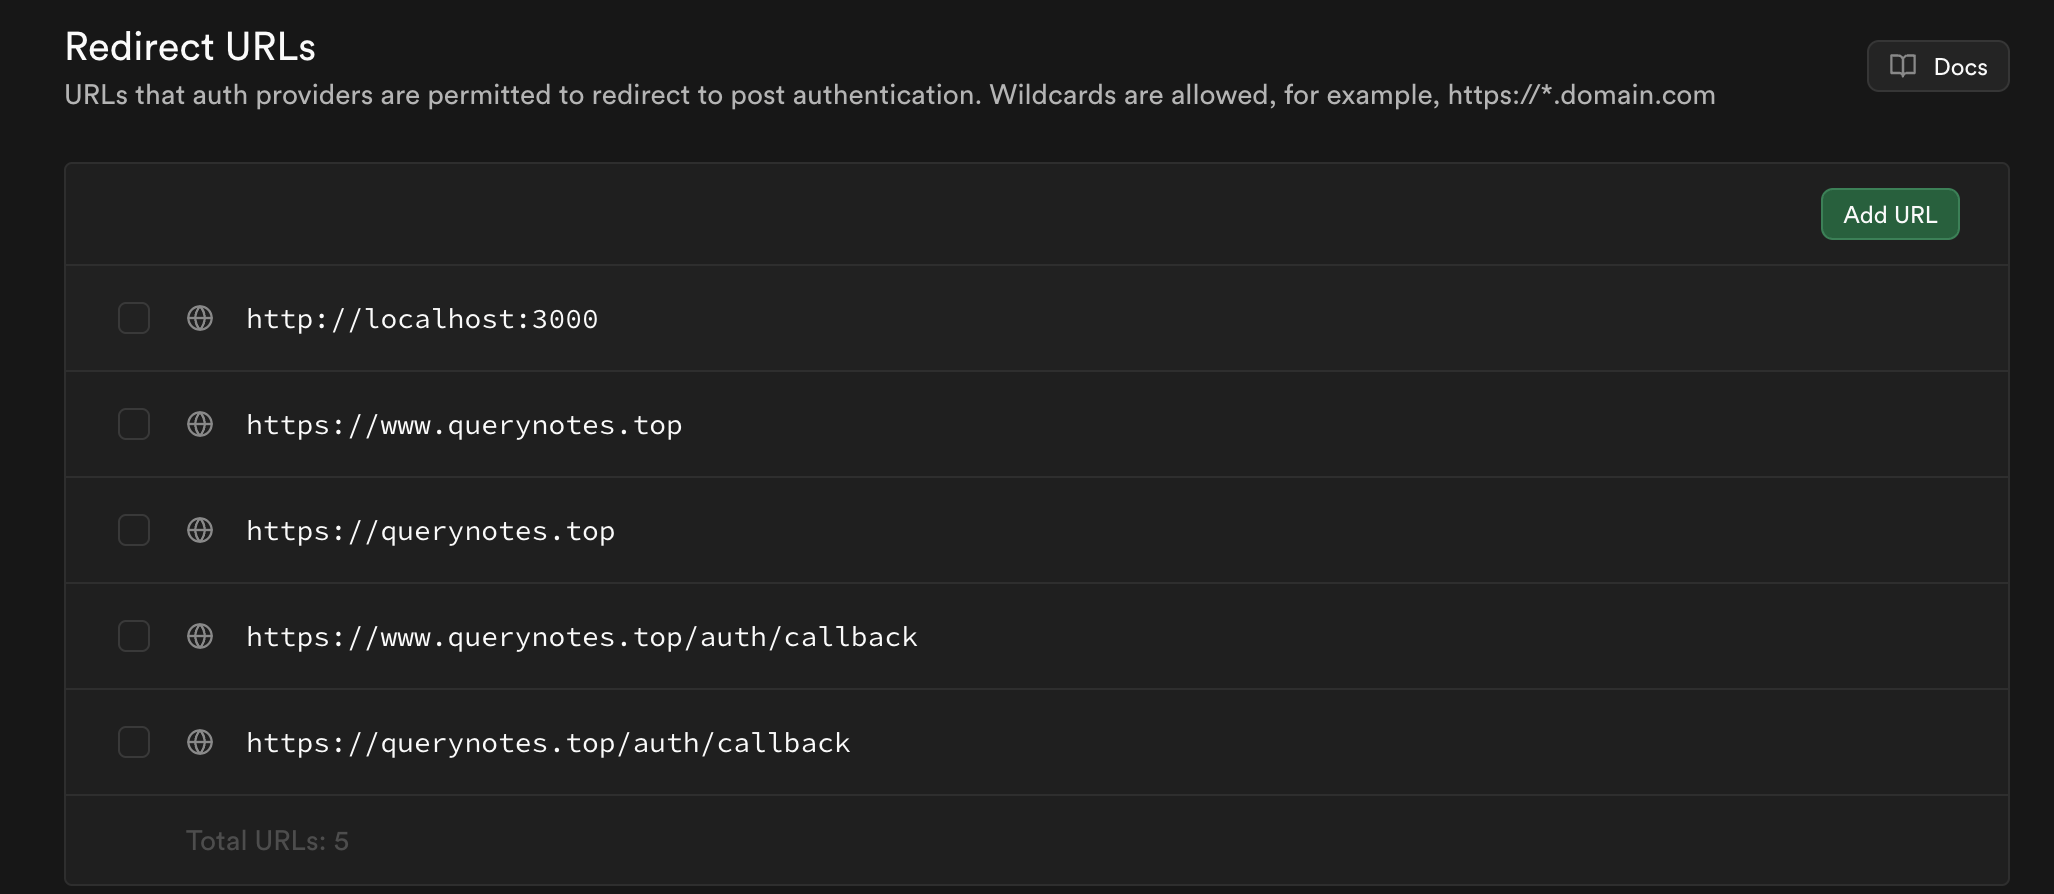 Redirect URLs
Docs
URLs that auth providers are permitted to redirect to post authentication. Wildcards are allowed, for example, https://*.domain.com
Add URL
http://localhost:3000
https://www.querynotes.top
https://querynotes.top
https://www.querynotes.top/auth/callback
https://querynotes.top/auth/callback
Total URLs: 5